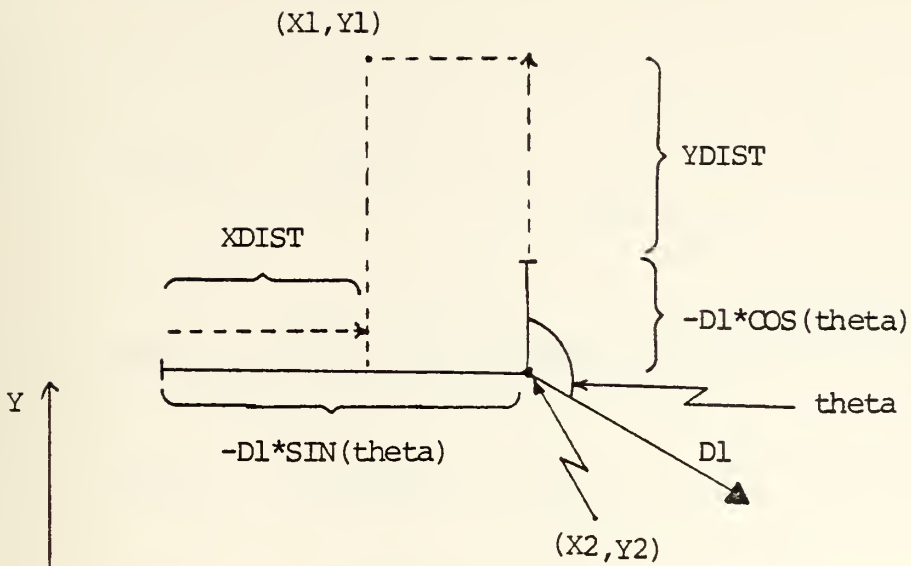 (X1,Y1)
YDIST
XDIST
-D1*COS(theta)
Y
theta
-D1*SIN(theta)
D1
(X2,Y2)